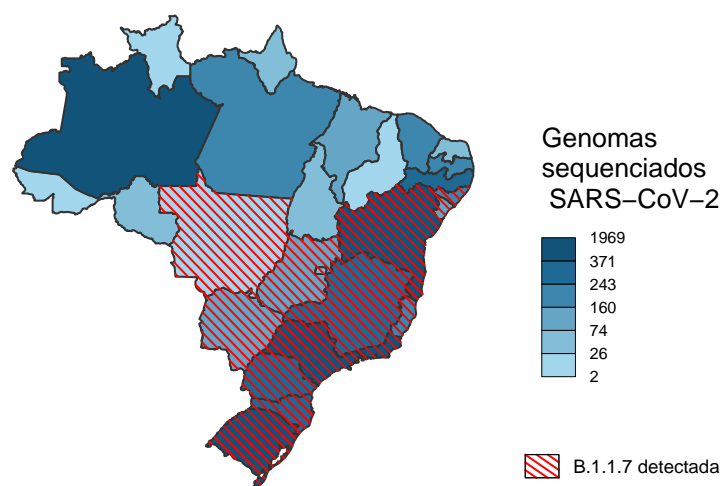 Genomas
sequenciados
SARS−CoV−2
1969
371
243
160
74
26
2
B.1.1.7 detectada